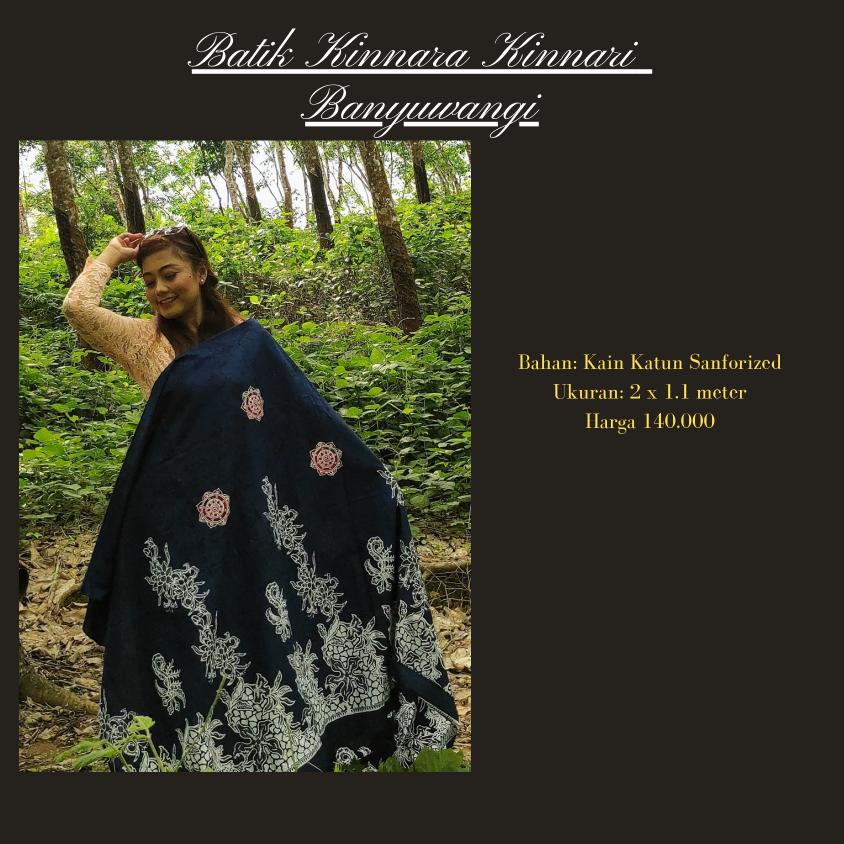 Batik Kinnara Kinnari
Banyuwangi
Bahan: Kain Katun Sanforized
Ukuran: 2 x 1.1 meter
Harga 140.000